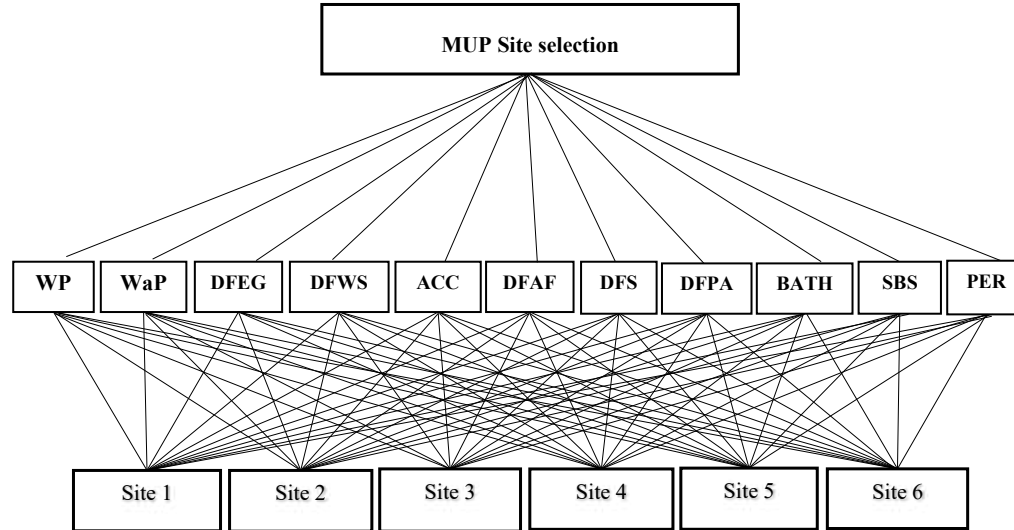 MUP Site selection
WP WaP DFEG DFWS ACC DFAF DFS DFPA BATH SBS PER
Site 1 Site 2 Site 3 Site 4 Site 5 Site 6